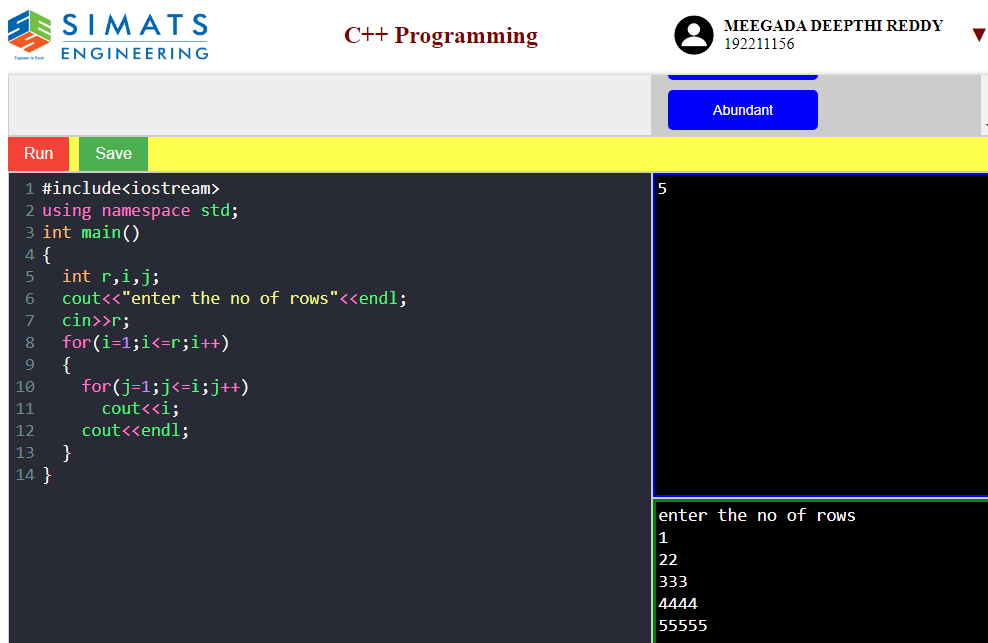 SIMATS
ENGINEERING
Engineer to Excel
C++ Programming
MEEGADA DEEPTHI REDDY
192211156
▼
Abundant
Run
Save
1 #include<iostream>
2 using namespace std;
3 int main()
4 {
5   int r,i,j;
6   cout<<"enter the no of rows"<<endl;
7   cin>>r;
8   for(i=1;i<=r;i++)
9   {
10     for(j=1;j<=i;j++)
11       cout<<i;
12     cout<<endl;
13   }
14 }
5
enter the no of rows
1
22
333
4444
55555